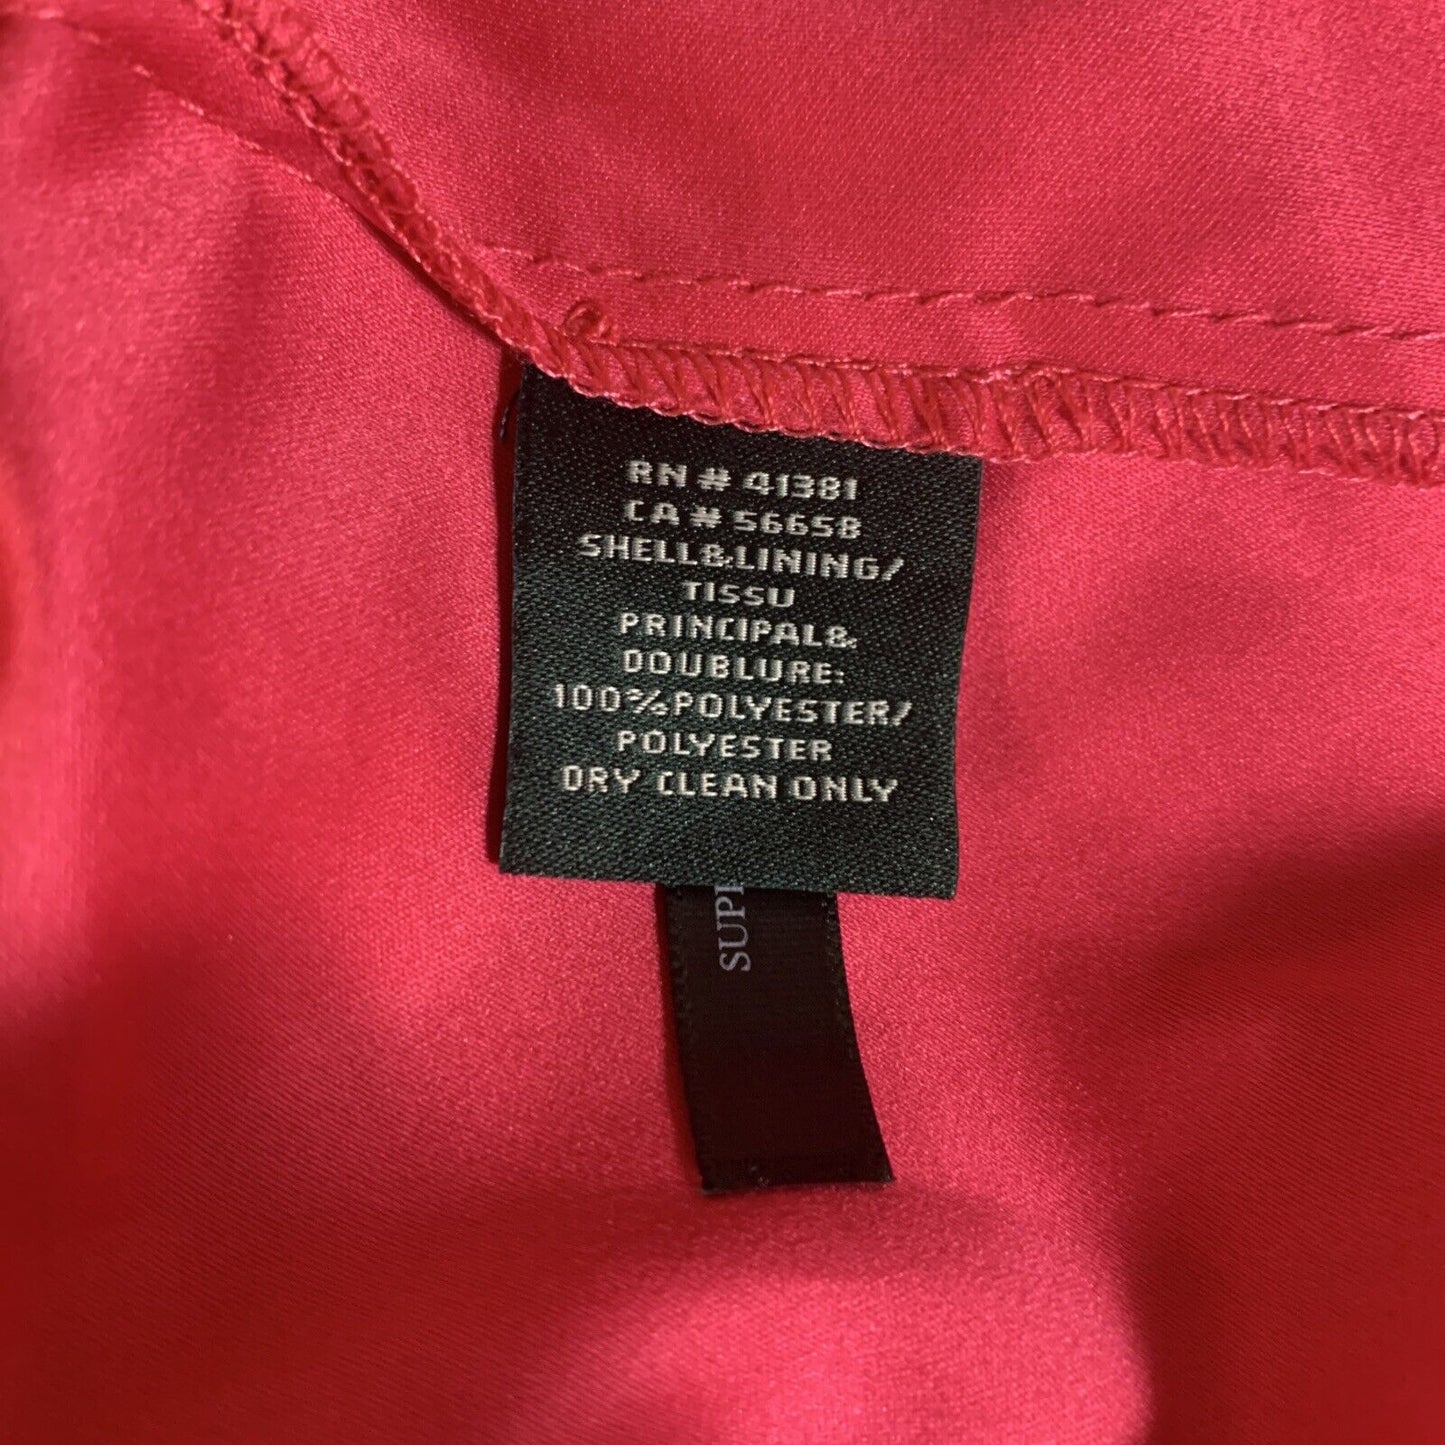 RN # 41381
CA # 56658
SHELL&LINING/
TISSU
PRINCIPAL&
DOUBLURE:
100%POLYESTER/
POLYESTER
DRY CLEAN ONLY